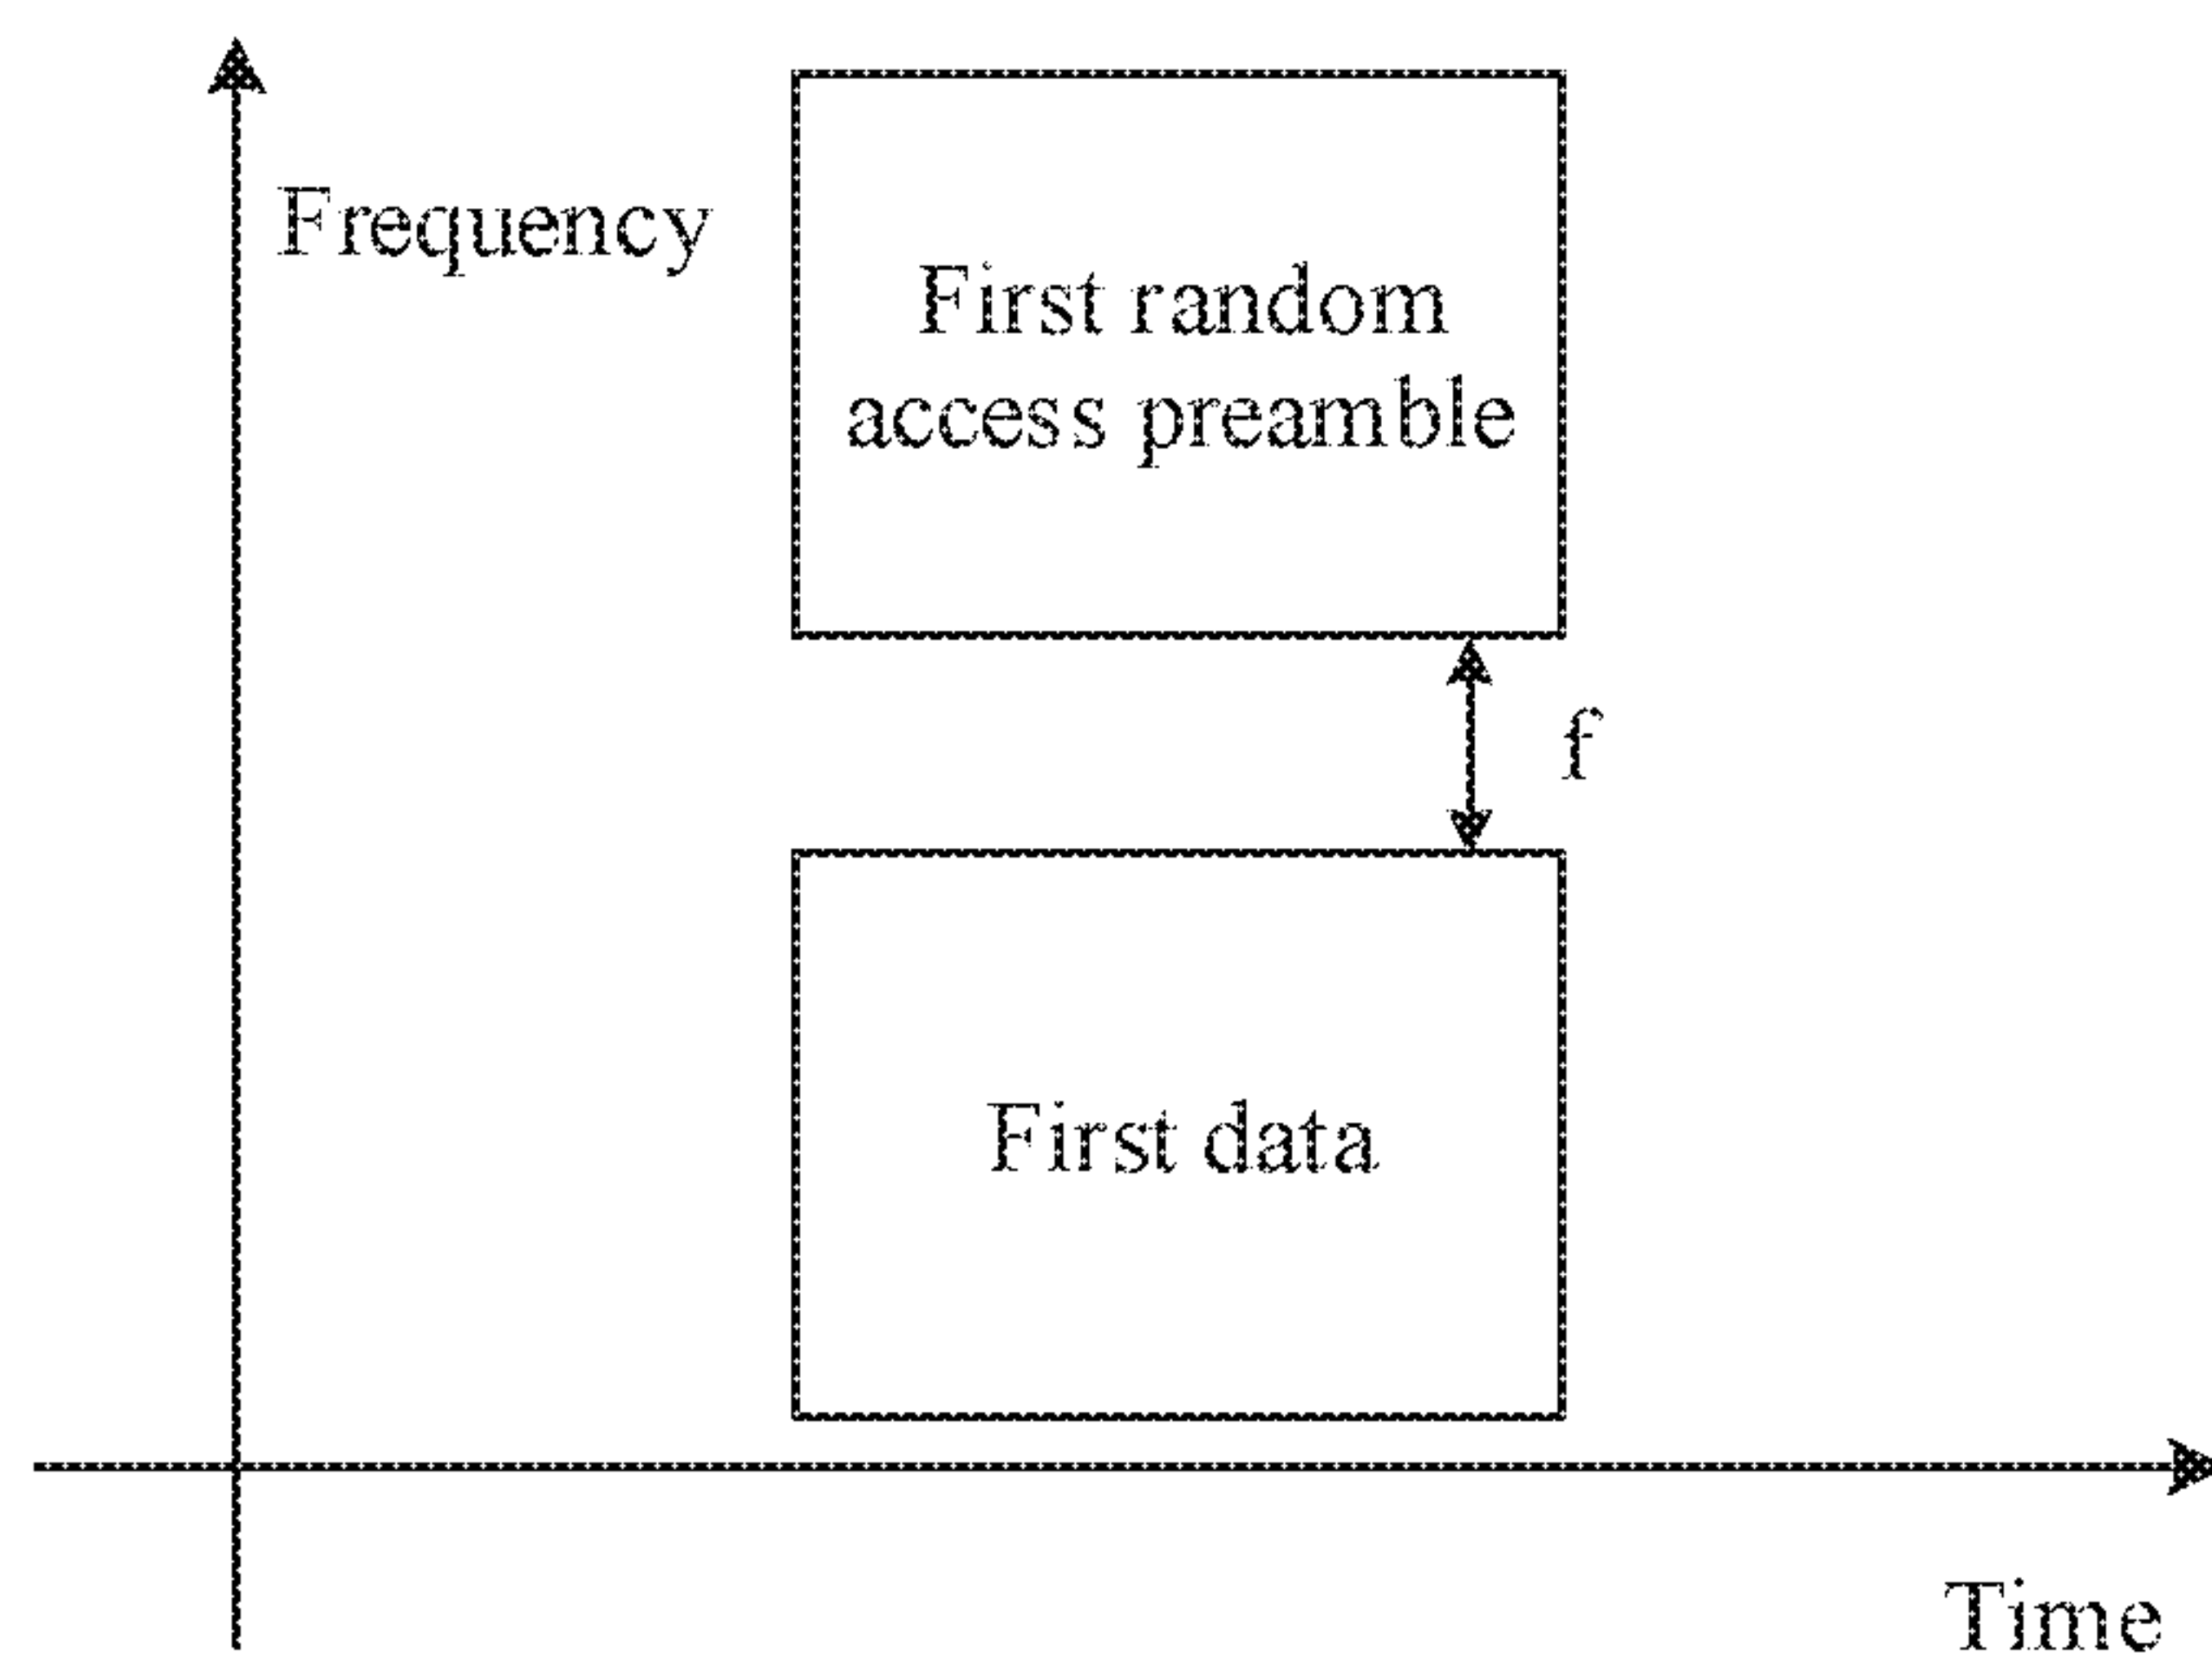 Frequency
First random
access preamble
f
First data
Time